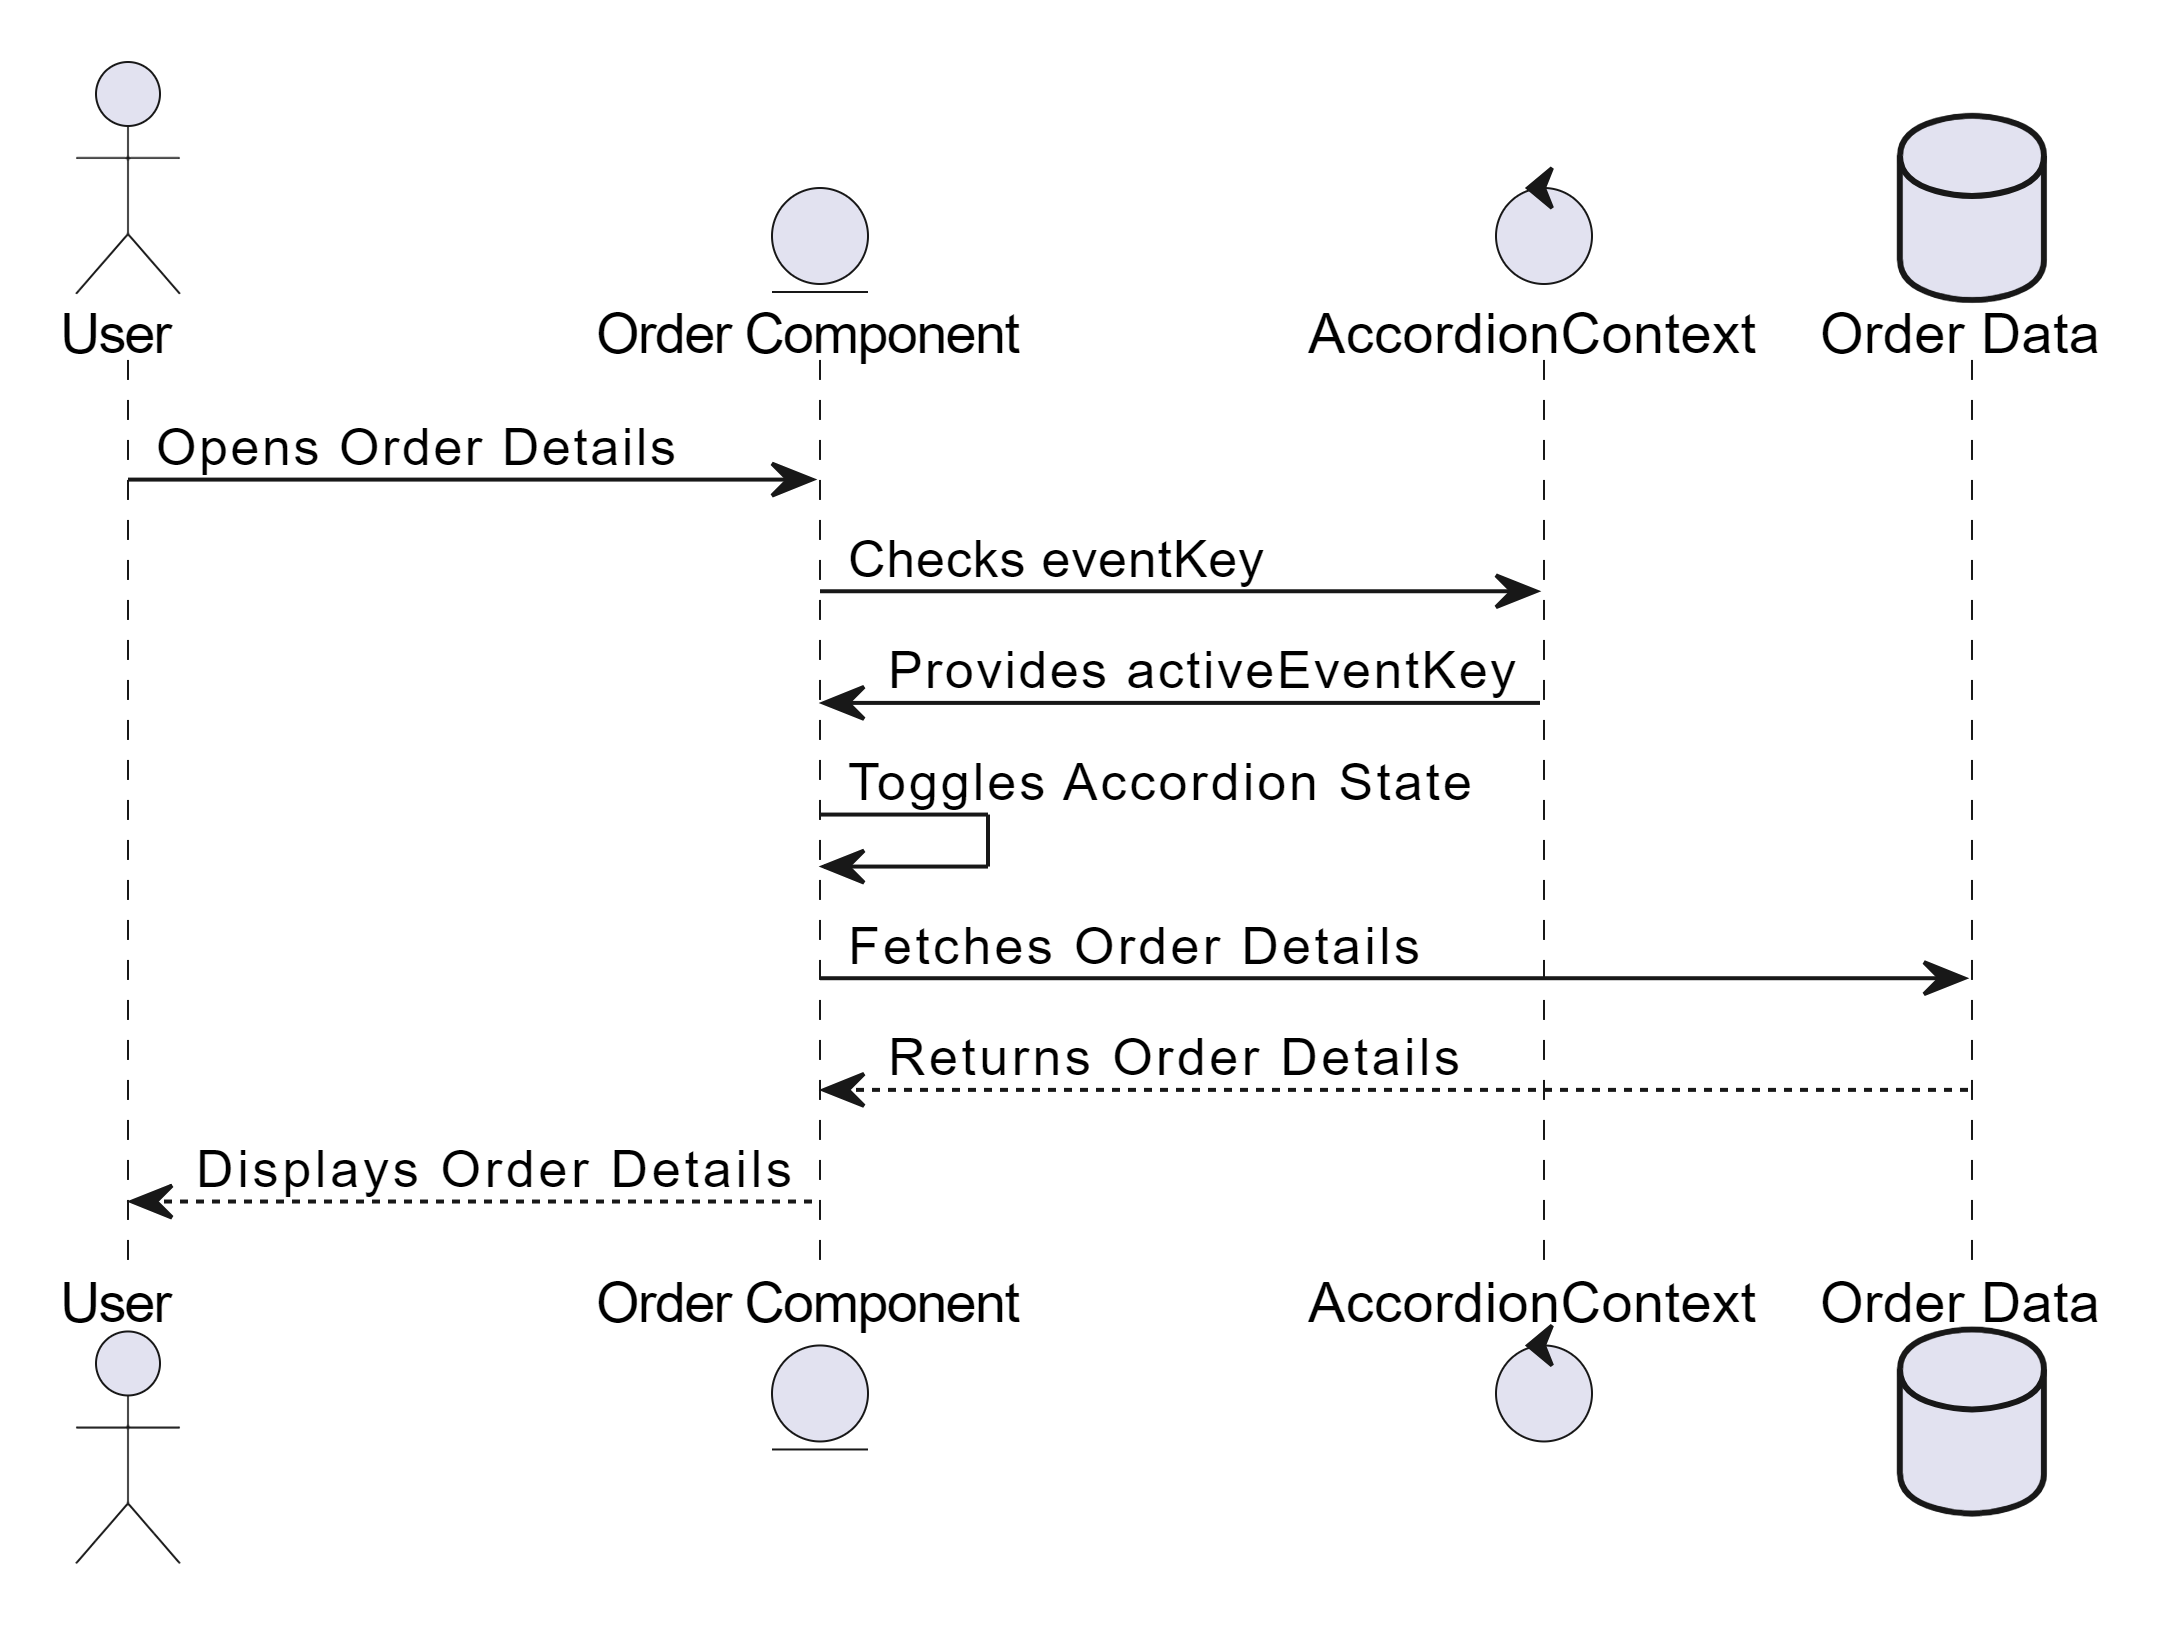 User
Order Component
AccordionContext
Order Data
Opens Order Details
Checks eventKey
Provides activeEventKey
Toggles Accordion State
Fetches Order Details
Returns Order Details
Displays Order Details
User
Order Component
AccordionContext
Order Data